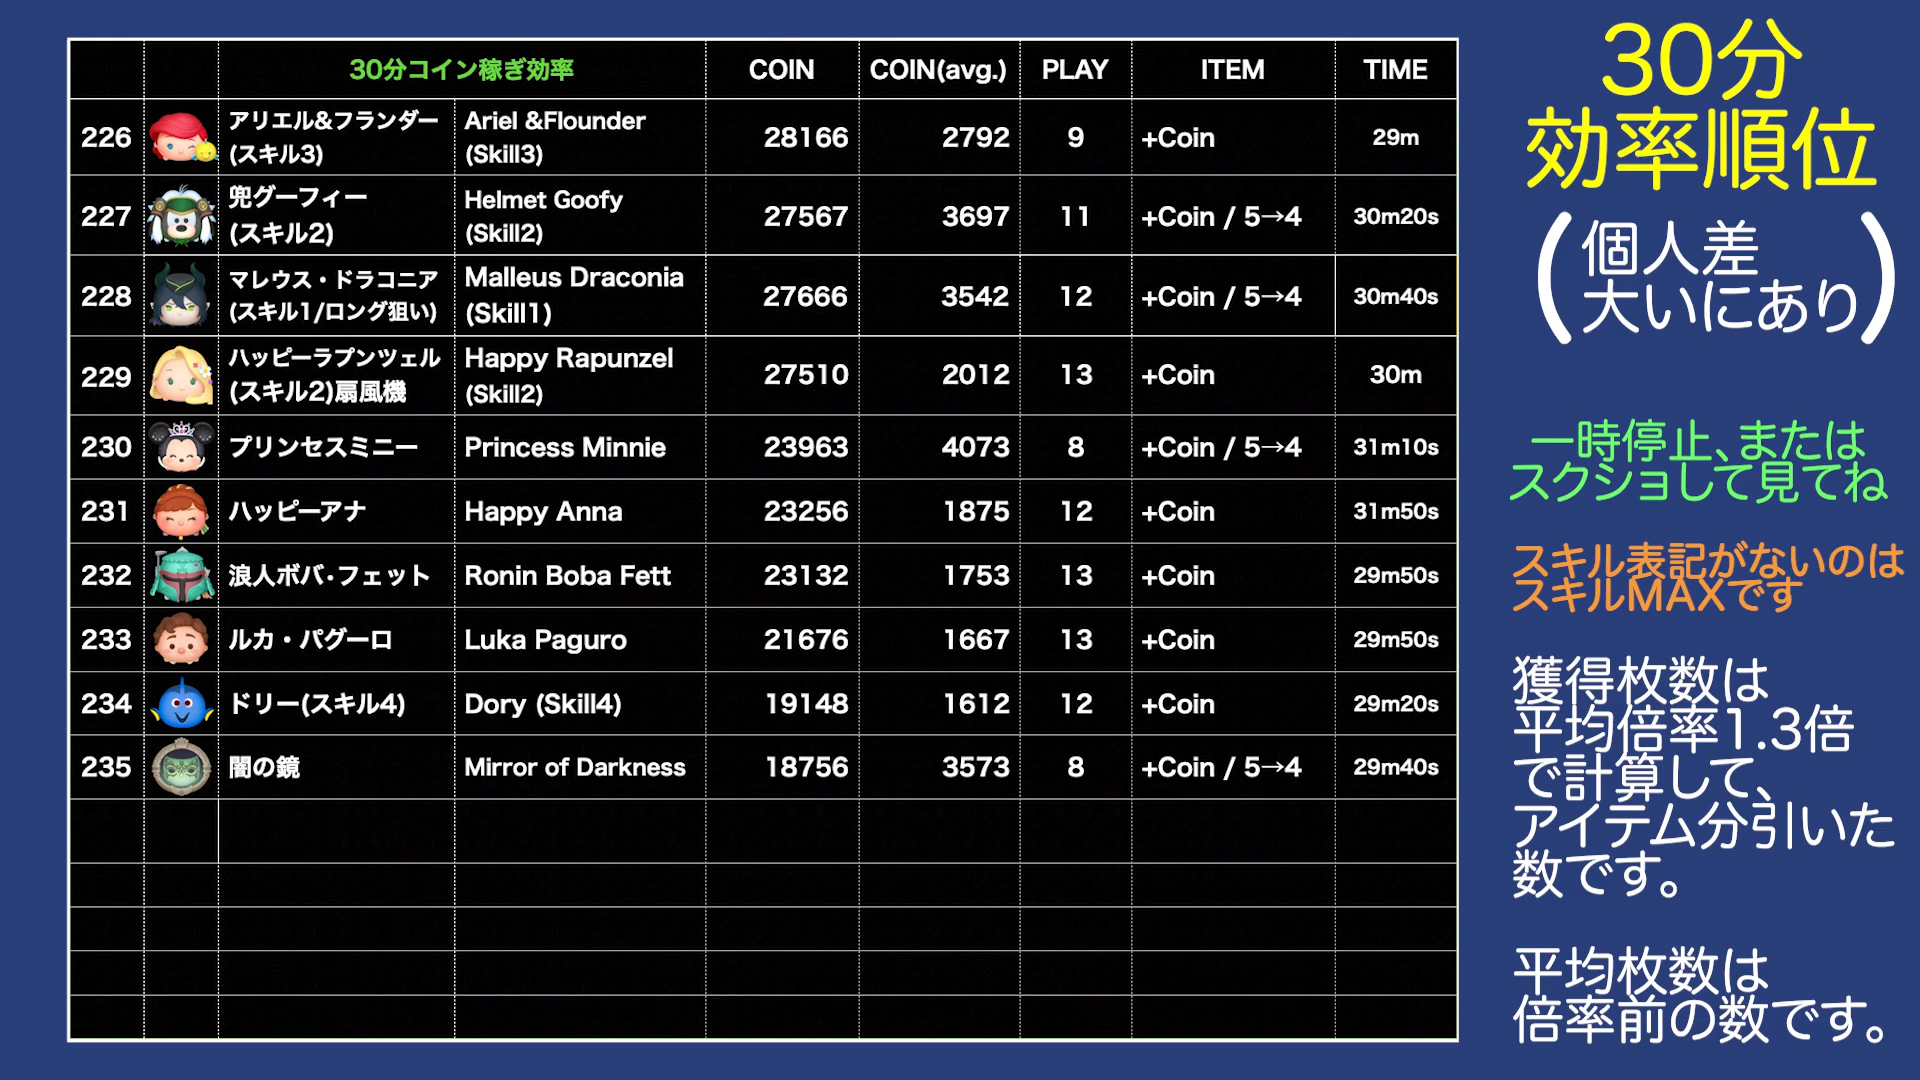 30分コイン稼ぎ効率 COIN COIN(avg.) PLAY ITEM TIME
226 アリエル&フランダー (スキル3) Ariel &Flounder (Skill3) 28166 2792 9 +Coin 29m
227 兜グーフィー (スキル2) Helmet Goofy (Skill2) 27567 3697 11 +Coin / 5→4 30m20s
228 マレウス・ドラコニア (スキル1/ロング狙い) Malleus Draconia (Skill1) 27666 3542 12 +Coin / 5→4 30m40s
229 ハッピーラプンツェル (スキル2)扇風機 Happy Rapunzel (Skill2) 27510 2012 13 +Coin 30m
230 プリンセスミニー Princess Minnie 23963 4073 8 +Coin / 5→4 31m10s
231 ハッピーアナ Happy Anna 23256 1875 12 +Coin 31m50s
232 浪人ボバ・フェット Ronin Boba Fett 23132 1753 13 +Coin 29m50s
233 ルカ・パグーロ Luka Paguro 21676 1667 13 +Coin 29m50s
234 ドリー(スキル4) Dory (Skill4) 19148 1612 12 +Coin 29m20s
235 闇の鏡 Mirror of Darkness 18756 3573 8 +Coin / 5→4 29m40s
30分
効率順位
(個人差
大いにあり)
一時停止、または
スクショして見てね
スキル表記がないのは
スキルMAXです
獲得枚数は
平均倍率1.3倍
で計算して、
アイテム分引いた
数です。
平均枚数は
倍率前の数です。